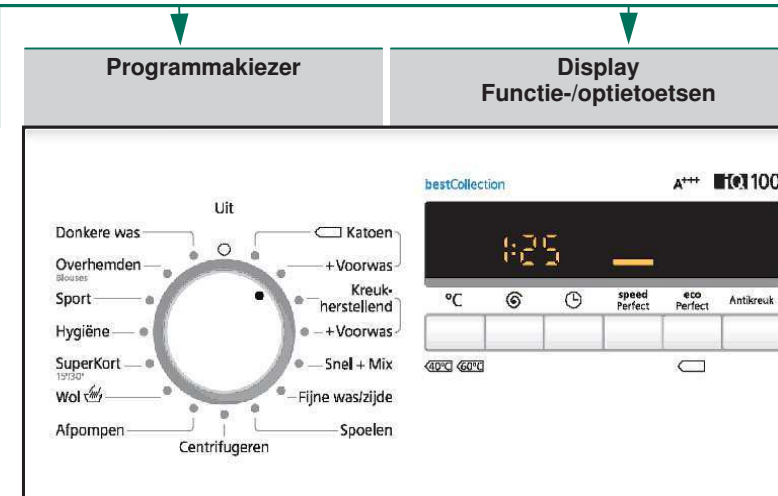 Programmakiezer
Display
Functie-/optietoetsen
bestCollection
A+++
iQ 100
Uit
Donkere was
Katoen
Overhemden
Blouses
+Voorwas
1:25
Sport
Kreuk-
herstellend
Hygiëne
+Voorwas
SuperKort
15°/30°
Snel + Mix
Wol
Fijne was/zijde
Afpompen
Spoelen
Centrifugeren
°C
speed
Perfect
eco
Perfect
Antikreuk
40°C 60°C